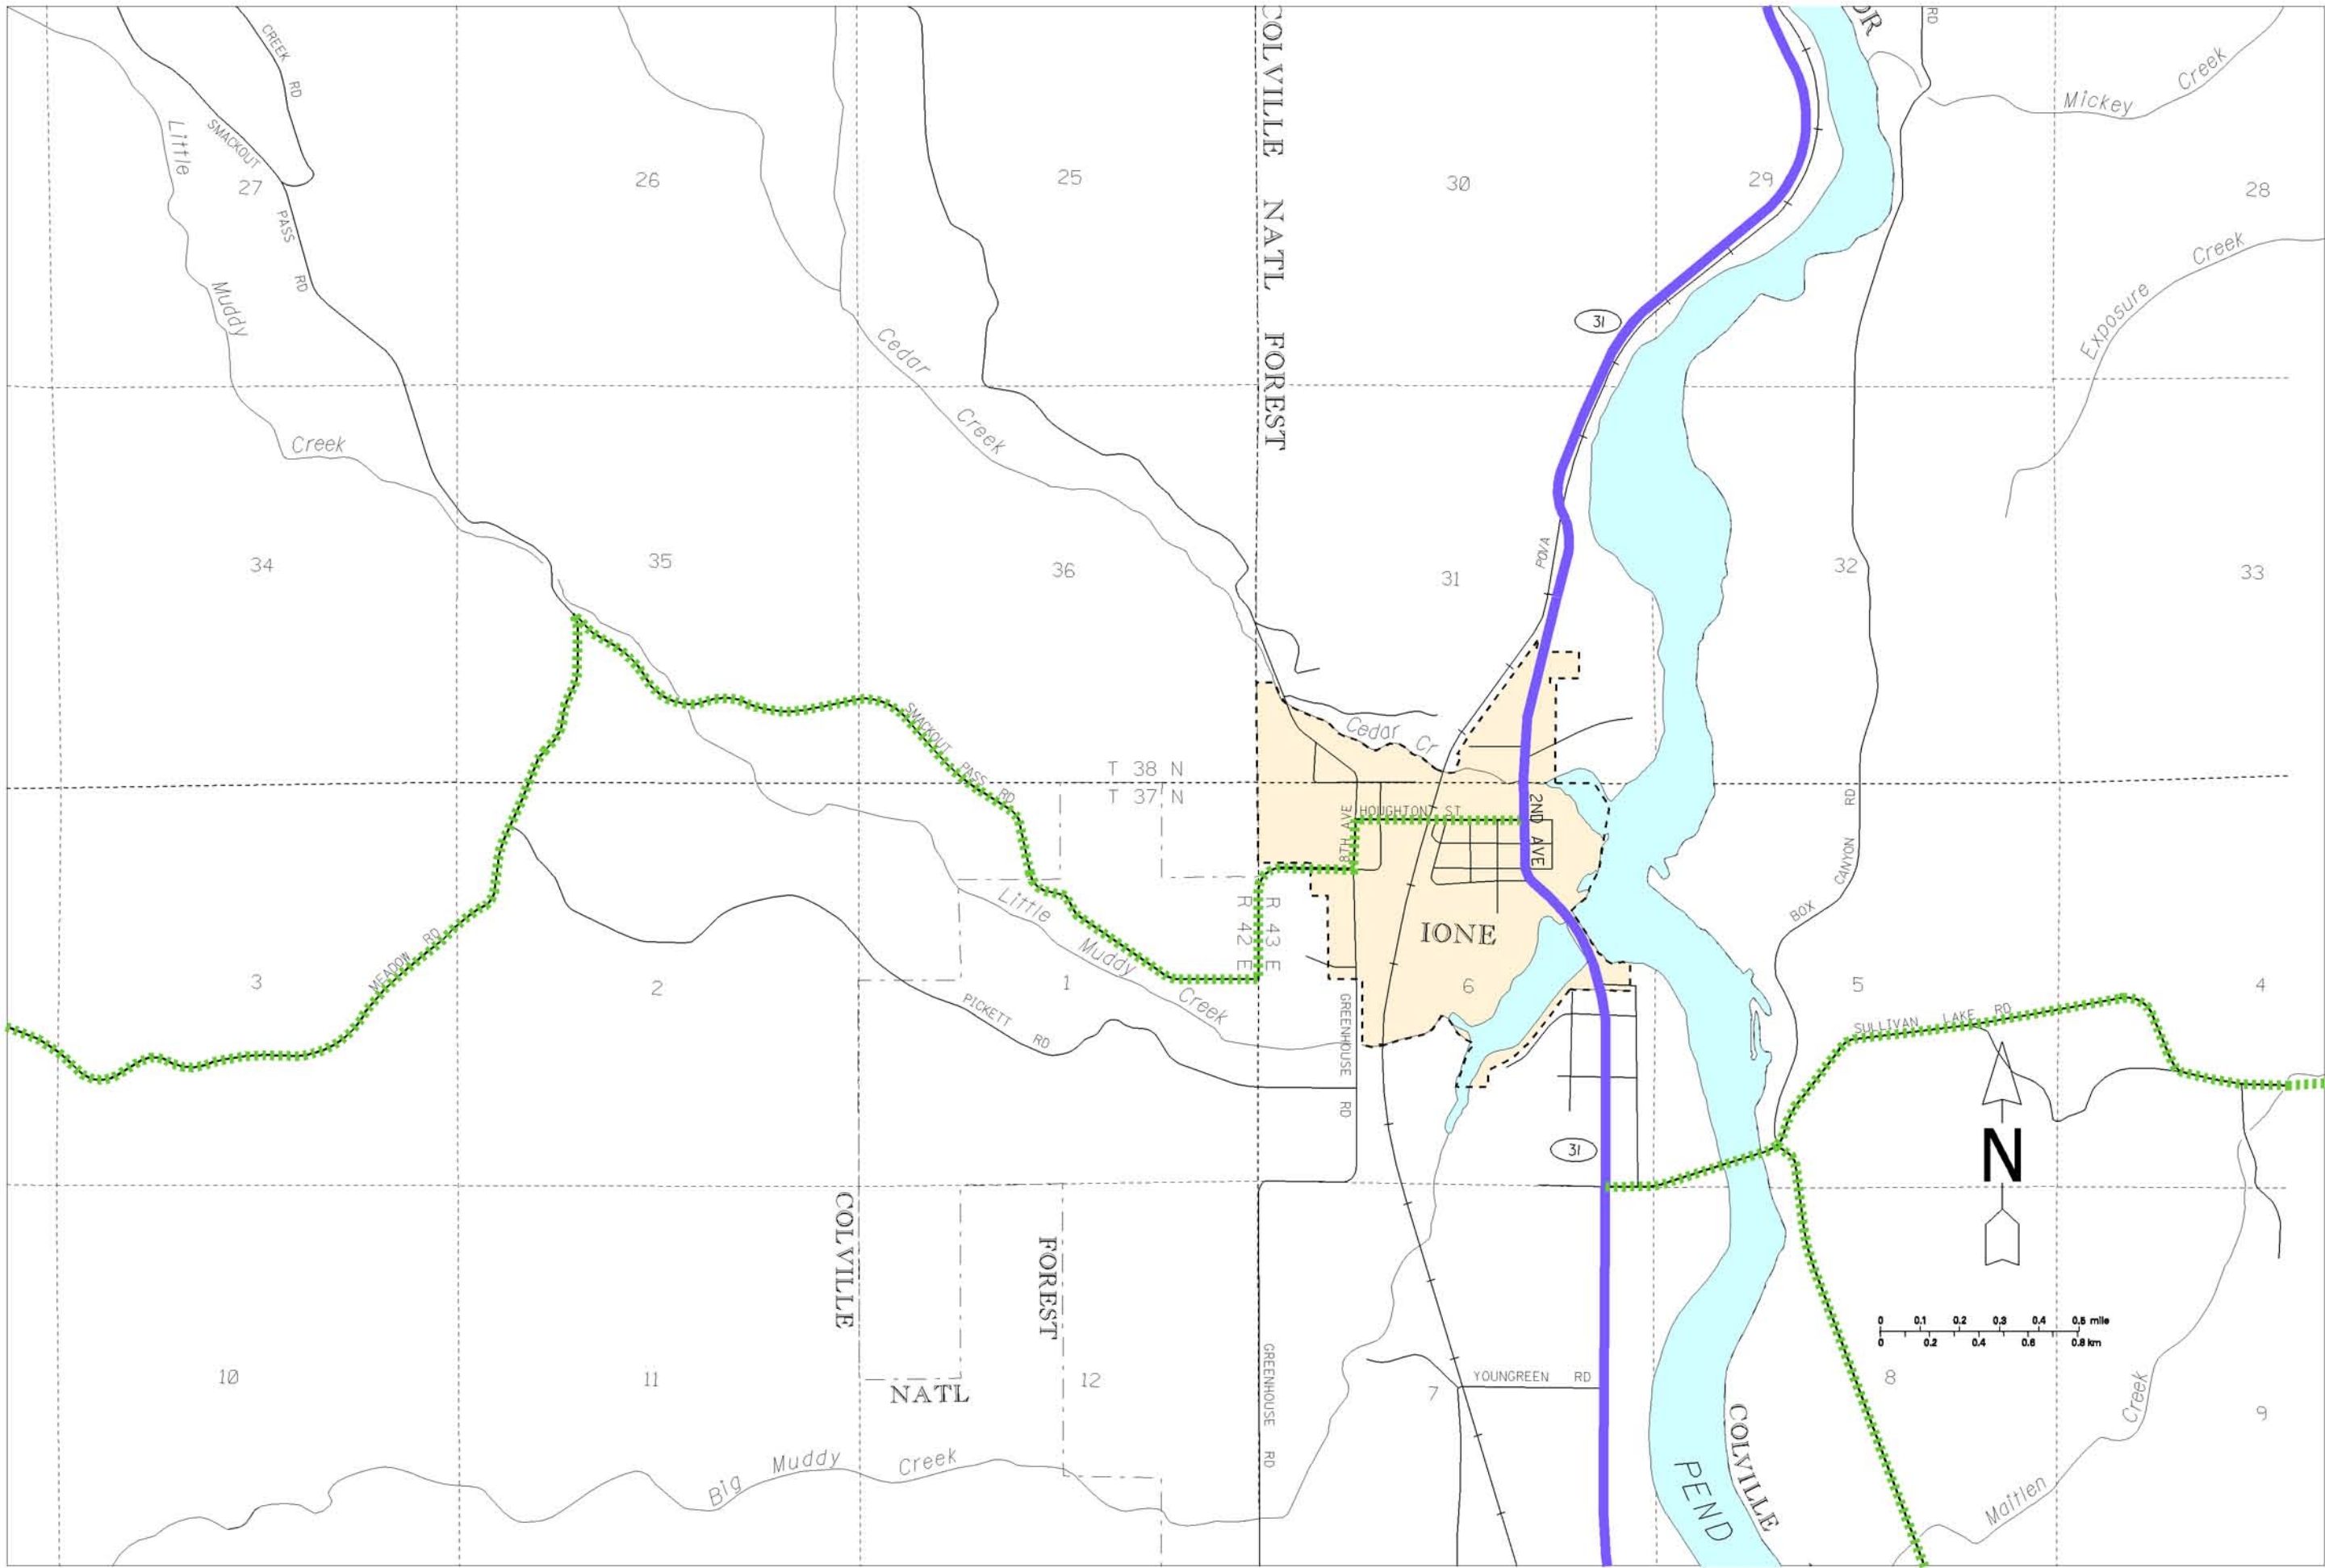 COLVILLE NATL FOREST
OR
RD
CREEK RD
Little
SMACKOUT
27
PASS
RD
26
25
30
29
28
Mickey Creek
Exposure Creek
Muddy
Creek
31
Cedar
Creek
34
35
36
31
POVA
32
33
SMACKOUT
PASS
RD
Cedar Cr
T 38 N
T 37 N
HOUGHTON ST
8TH AVE
2ND AVE
R 42 E
R 43 E
IONE
CANYON RD
BOX
MEADOW RD
3
2
1
6
5
4
Little
Muddy
Creek
PICKETT RD
GREENHOUSE RD
SULLIVAN LAKE RD
31
N
COLVILLE
FOREST
NATL
10
11
12
7
8
9
GREENHOUSE RD
YOUNGREEN RD
0 0.1 0.2 0.3 0.4 0.5 mile
0 0.2 0.4 0.6 0.8 km
Big Muddy Creek
PEND
COLVILLE
Maitlen Creek